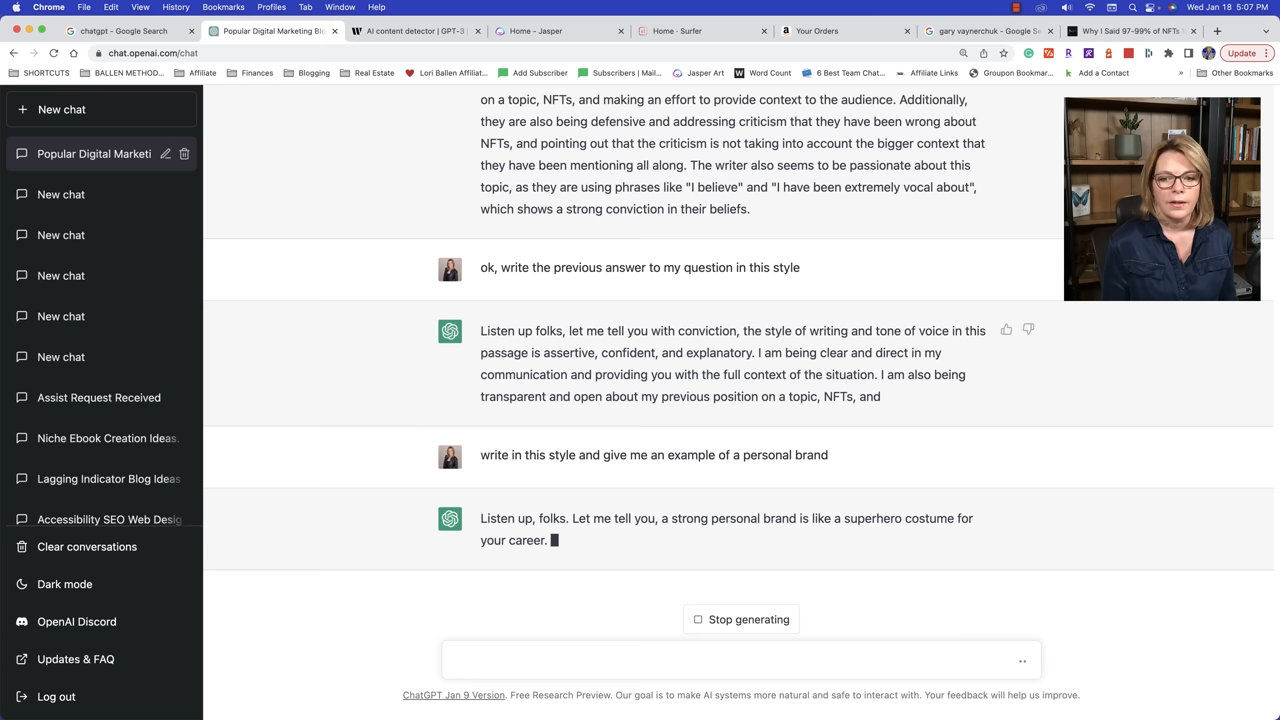 Chrome File Edit View History Bookmarks Profiles Tab Window Help Wed Jan 18 5:07 PM
chatgpt - Google Search Popular Digital Marketing Blo AI content detector | GPT-3 | Home - Jasper Home · Surfer Your Orders gary vaynerchuk - Google Se Why I Said 97-99% of NFTs
chat.openai.com/chat Update
SHORTCUTS BALLEN METHOD... Affiliate Finances Blogging Real Estate Lori Ballen Affiliat... Add Subscriber Subscribers | Mail... Jasper Art Word Count 6 Best Team Chat... Affiliate Links Groupon Bookmar... Add a Contact » Other Bookmarks
New chat
Popular Digital Marketi
New chat
New chat
New chat
New chat
New chat
Assist Request Received
Niche Ebook Creation Ideas.
Lagging Indicator Blog Ideas
Accessibility SEO Web Desig
Clear conversations
Dark mode
OpenAI Discord
Updates & FAQ
Log out
on a topic, NFTs, and making an effort to provide context to the audience. Additionally,
they are also being defensive and addressing criticism that they have been wrong about
NFTs, and pointing out that the criticism is not taking into account the bigger context that
they have been mentioning all along. The writer also seems to be passionate about this
topic, as they are using phrases like "I believe" and "I have been extremely vocal about",
which shows a strong conviction in their beliefs.
ok, write the previous answer to my question in this style
Listen up folks, let me tell you with conviction, the style of writing and tone of voice in this
passage is assertive, confident, and explanatory. I am being clear and direct in my
communication and providing you with the full context of the situation. I am also being
transparent and open about my previous position on a topic, NFTs, and
write in this style and give me an example of a personal brand
Listen up, folks. Let me tell you, a strong personal brand is like a superhero costume for
your career.
Stop generating
ChatGPT Jan 9 Version. Free Research Preview. Our goal is to make AI systems more natural and safe to interact with. Your feedback will help us improve.